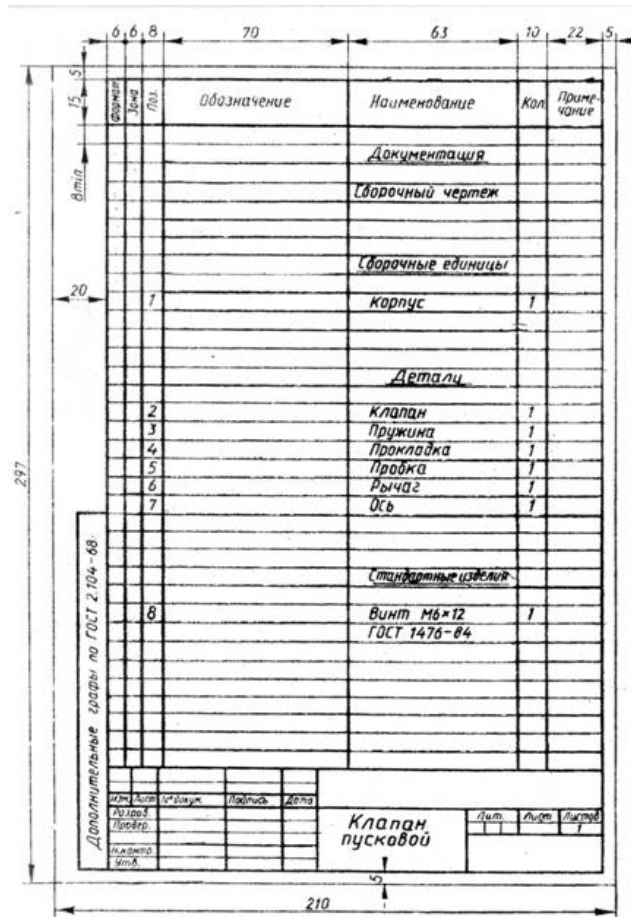 6 6 8 70 63 10 22 5
5
15
8min
Формат
Зона
Поз.
Обозначение
Наименование
Кол.
Приме-
чание
Документация
Сборочный чертеж
Сборочные единицы
20
1 Корпус 1
Детали
2 Клапан 1
3 Пружина 1
4 Прокладка 1
5 Пробка 1
6 Рычаг 1
7 Ось 1
297
Стандартные изделия
8 Винт М6×12 1
ГОСТ 1476-84
Дополнительные графы по ГОСТ 2.104-68
Изм. Лист № докум. Подпись Дата
Разраб.
Провер.
Н.контр.
Утв.
Клапан
пусковой
Лит. Лист Листов
1
5
210